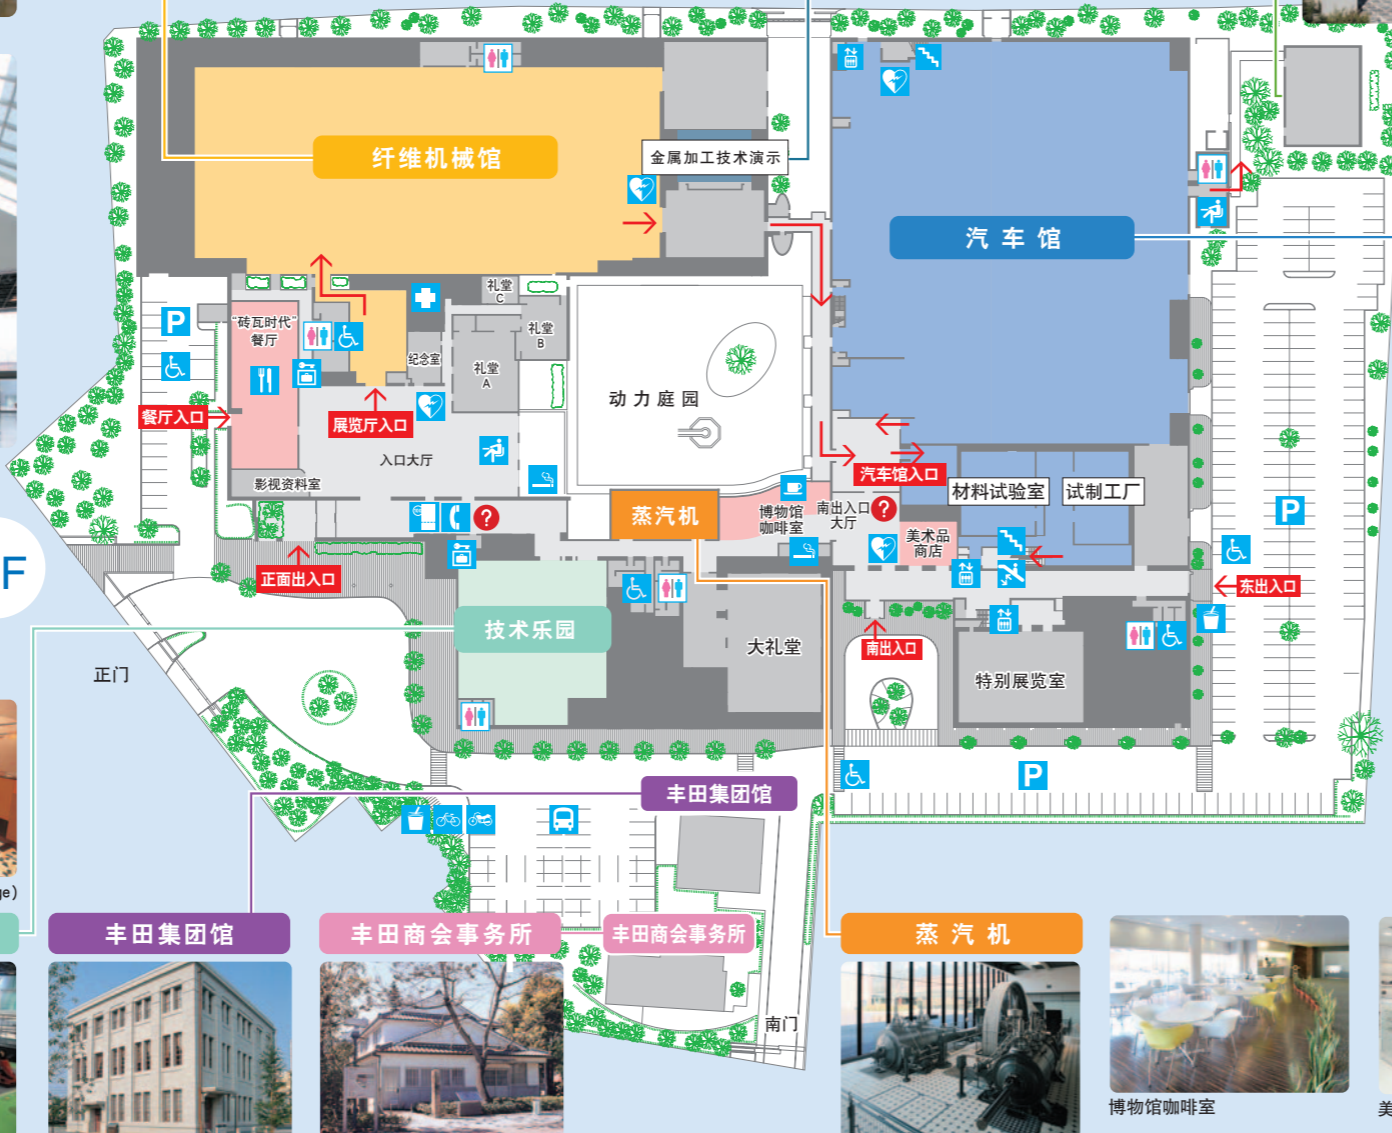 纤维机械馆
金属加工技术演示
汽车馆
P
“砖瓦时代”
餐厅
礼堂
C
礼堂
B
纪念室
礼堂
A
动力庭园
餐厅入口
展览厅入口
入口大厅
影视资料室
汽车馆入口
材料试验室
试制工厂
蒸汽机
博物馆
咖啡室
南出入口
大厅
?
美术品
商店
P
?
F
正面出入口
东出入口
技术乐园
大礼堂
南出入口
特别展览室
正门
P
丰田集团馆
ge)
丰田集团馆
丰田商会事务所
丰田商会事务所
蒸汽机
南门
博物馆咖啡室
美